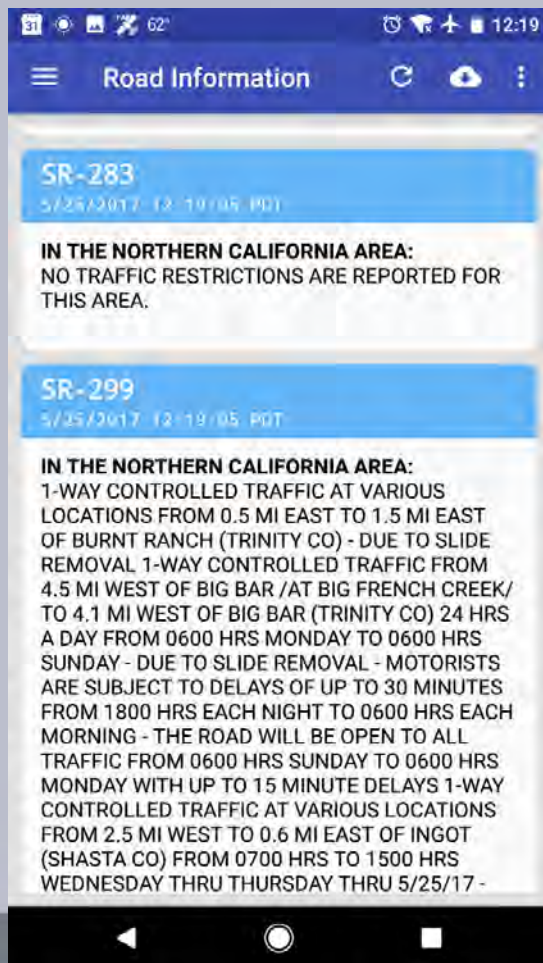 31 62° 12:19
Road Information
SR-283
5/25/2017 12:19:05 PDT
IN THE NORTHERN CALIFORNIA AREA:
NO TRAFFIC RESTRICTIONS ARE REPORTED FOR
THIS AREA.
SR-299
5/25/2017 12:19:05 PDT
IN THE NORTHERN CALIFORNIA AREA:
1-WAY CONTROLLED TRAFFIC AT VARIOUS
LOCATIONS FROM 0.5 MI EAST TO 1.5 MI EAST
OF BURNT RANCH (TRINITY CO) - DUE TO SLIDE
REMOVAL 1-WAY CONTROLLED TRAFFIC FROM
4.5 MI WEST OF BIG BAR /AT BIG FRENCH CREEK/
TO 4.1 MI WEST OF BIG BAR (TRINITY CO) 24 HRS
A DAY FROM 0600 HRS MONDAY TO 0600 HRS
SUNDAY - DUE TO SLIDE REMOVAL - MOTORISTS
ARE SUBJECT TO DELAYS OF UP TO 30 MINUTES
FROM 1800 HRS EACH NIGHT TO 0600 HRS EACH
MORNING - THE ROAD WILL BE OPEN TO ALL
TRAFFIC FROM 0600 HRS SUNDAY TO 0600 HRS
MONDAY WITH UP TO 15 MINUTE DELAYS 1-WAY
CONTROLLED TRAFFIC AT VARIOUS LOCATIONS
FROM 2.5 MI WEST TO 0.6 MI EAST OF INGOT
(SHASTA CO) FROM 0700 HRS TO 1500 HRS
WEDNESDAY THRU THURSDAY THRU 5/25/17 -